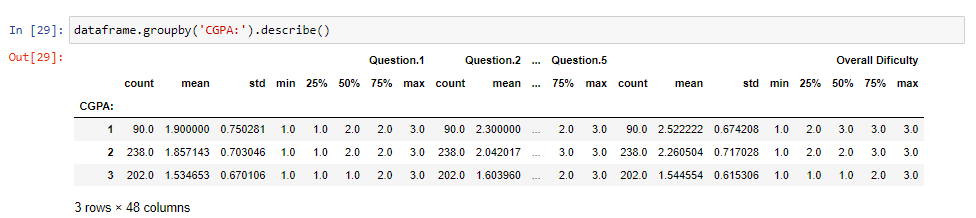 In [29]: dataframe.groupby('CGPA:').describe()
Out[29]:
Question.1 Question.2 ... Question.5 Overall Dificulty
count mean std min 25% 50% 75% max count mean ... 75% max count mean std min 25% 50% 75% max
CGPA:
1 90.0 1.900000 0.750281 1.0 1.0 2.0 2.0 3.0 90.0 2.300000 ... 2.0 3.0 90.0 2.522222 0.674208 1.0 2.0 3.0 3.0 3.0
2 238.0 1.857143 0.703046 1.0 1.0 2.0 2.0 3.0 238.0 2.042017 ... 3.0 3.0 238.0 2.260504 0.717028 1.0 2.0 2.0 3.0 3.0
3 202.0 1.534653 0.670106 1.0 1.0 1.0 2.0 3.0 202.0 1.603960 ... 2.0 3.0 202.0 1.544554 0.615306 1.0 1.0 1.0 2.0 3.0
3 rows × 48 columns